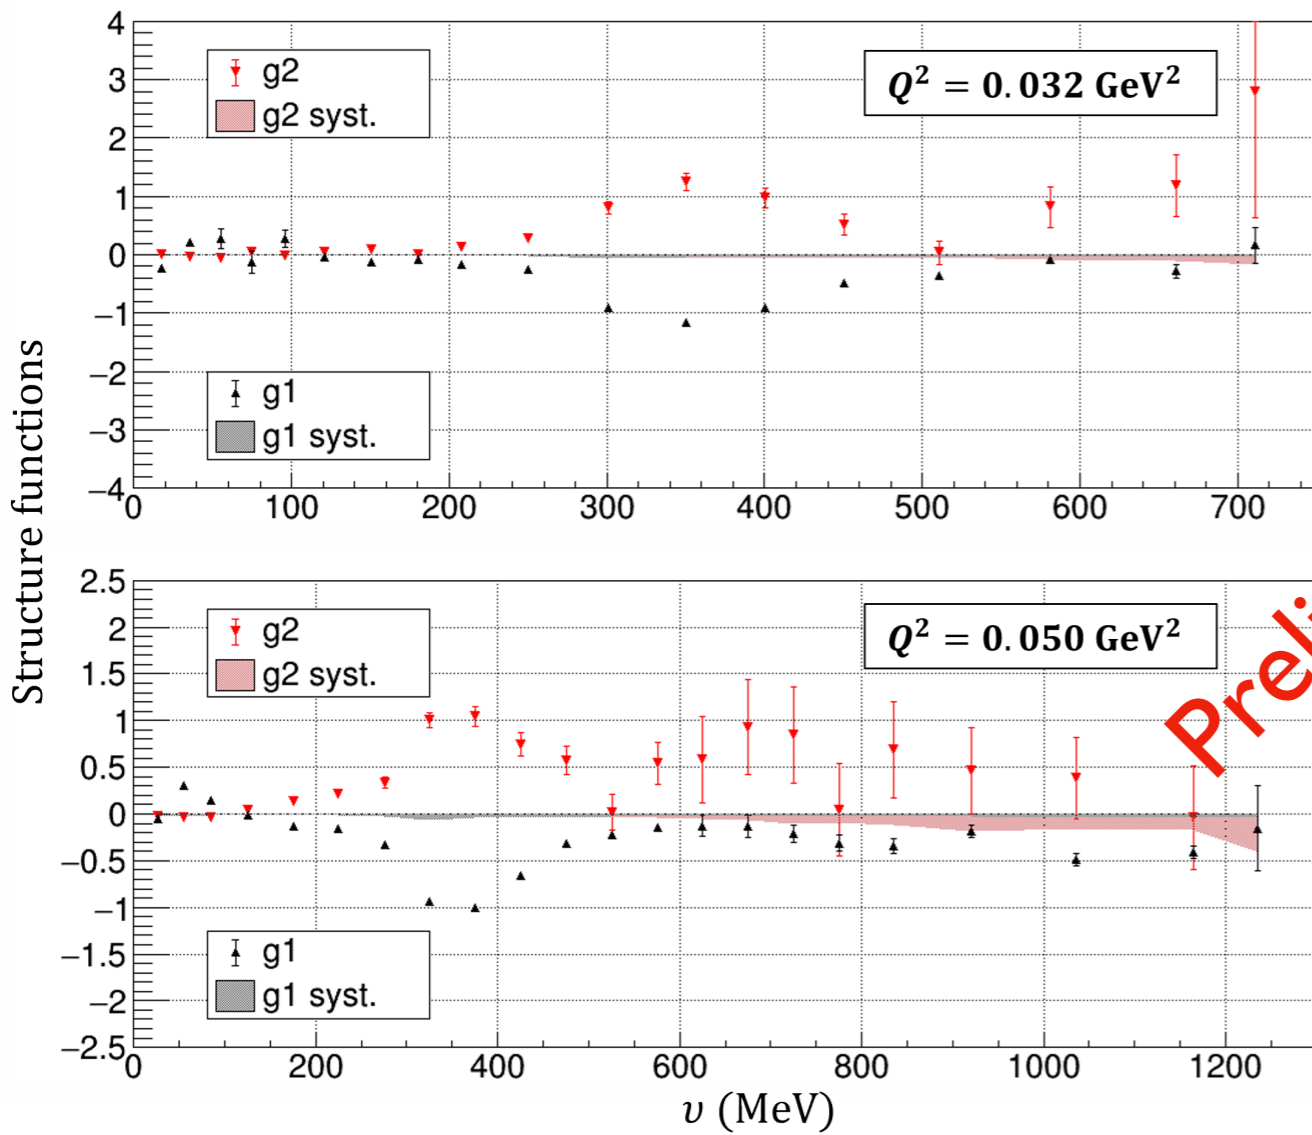 Structure functions
4
3
2
1
0
−1
−2
−3
−4
g2
g2 syst.
Q² = 0.032 GeV²
g1
g1 syst.
0 100 200 300 400 500 600 700
2.5
2
1.5
1
0.5
0
−0.5
−1
−1.5
−2
−2.5
g2
g2 syst.
Q² = 0.050 GeV²
Preli
g1
g1 syst.
0 200 400 600 800 1000 1200
υ (MeV)